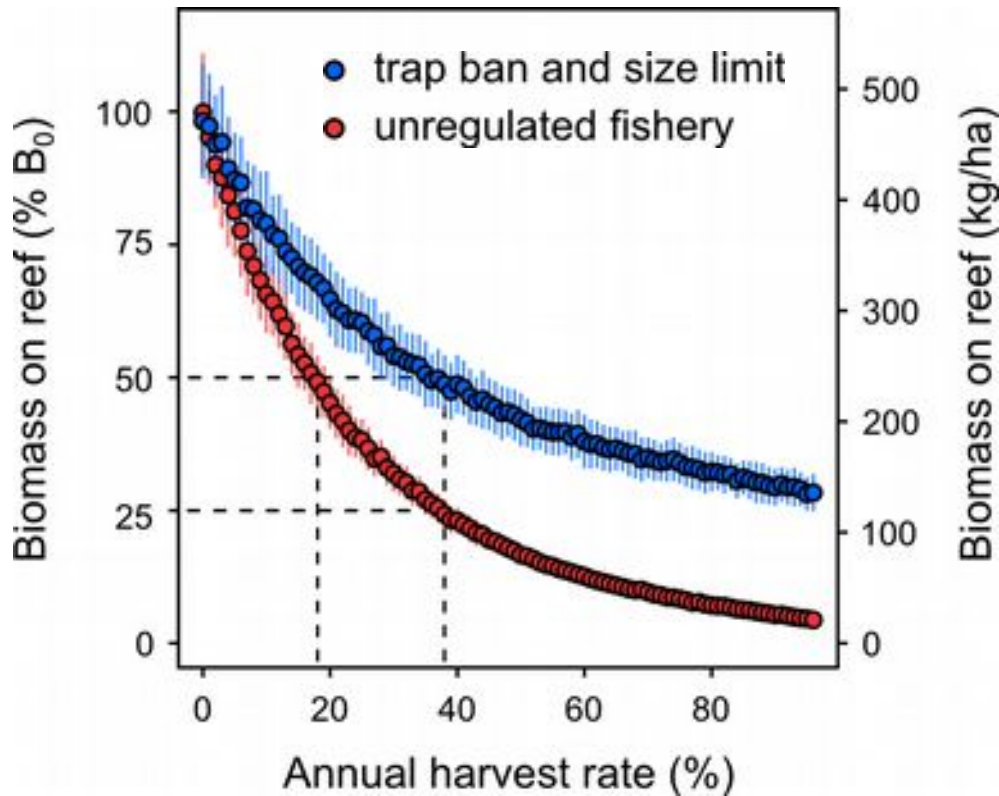 trap ban and size limit
unregulated fishery
Biomass on reef (% B₀)
100
75
50
25
0
500
400
300
200
100
0
Biomass on reef (kg/ha)
0 20 40 60 80
Annual harvest rate (%)